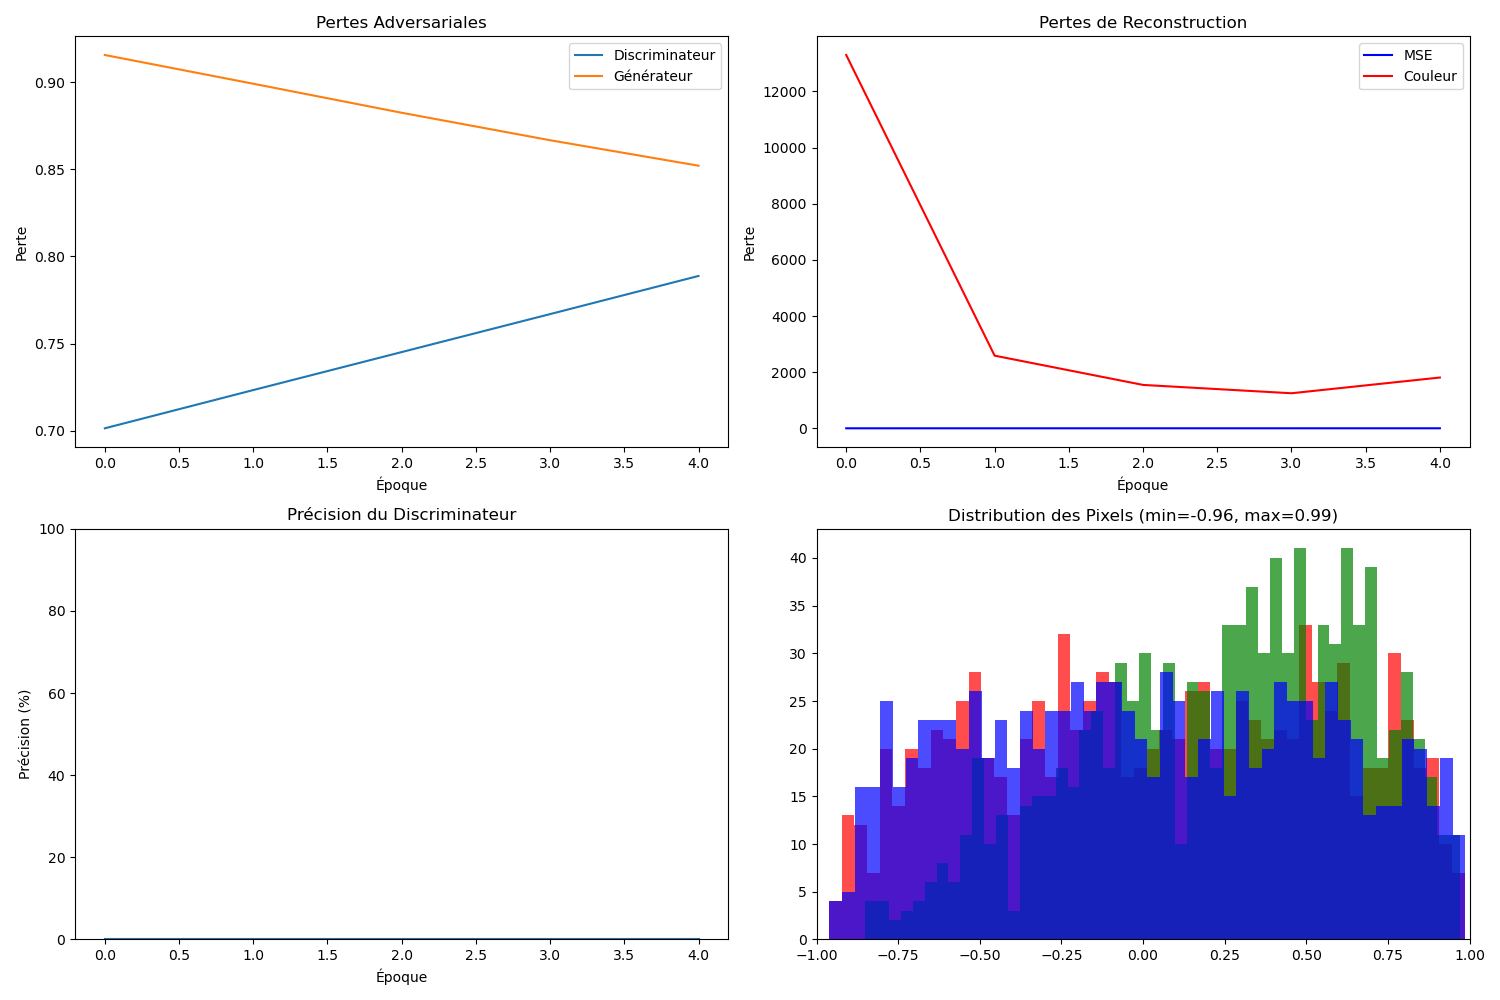 Pertes Adversariales
Perte
0.90
0.85
0.80
0.75
0.70
Discriminateur
Générateur
0.0 0.5 1.0 1.5 2.0 2.5 3.0 3.5 4.0
Époque
Pertes de Reconstruction
Perte
12000
10000
8000
6000
4000
2000
0
MSE
Couleur
0.0 0.5 1.0 1.5 2.0 2.5 3.0 3.5 4.0
Époque
Précision du Discriminateur
Précision (%)
100
80
60
40
20
0
0.0 0.5 1.0 1.5 2.0 2.5 3.0 3.5 4.0
Époque
Distribution des Pixels (min=-0.96, max=0.99)
40
35
30
25
20
15
10
5
0
−1.00 −0.75 −0.50 −0.25 0.00 0.25 0.50 0.75 1.00